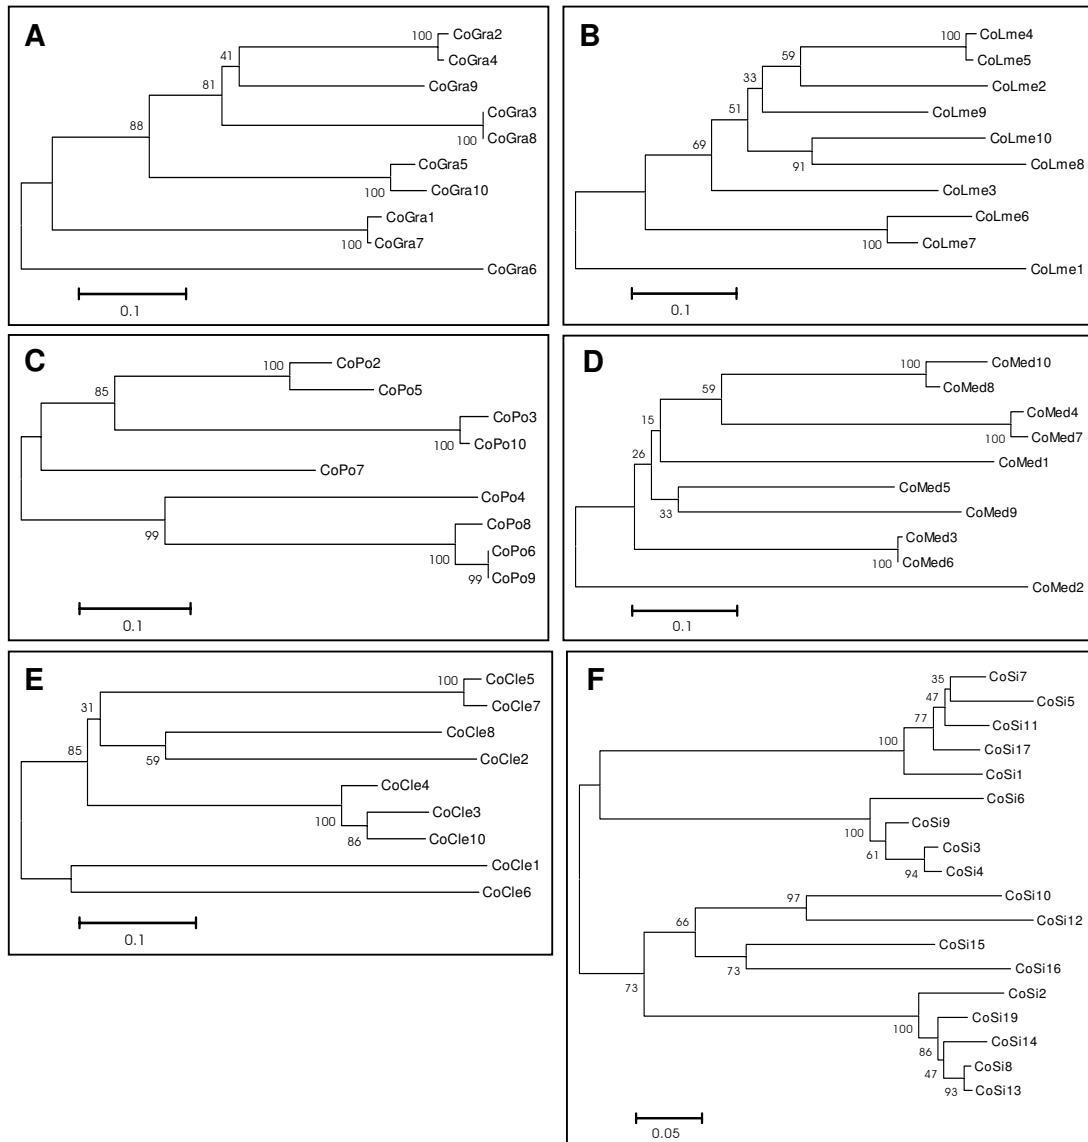 A
100
CoGra2
CoGra4
41
CoGra9
81
CoGra3
100
CoGra8
88
CoGra5
100
CoGra10
CoGra1
100
CoGra7
CoGra6
0.1
B
100
CoLme4
CoLme5
59
CoLme2
33
CoLme9
51
CoLme10
91
CoLme8
69
CoLme3
CoLme6
100
CoLme7
CoLme1
0.1
C
100
CoPo2
85
CoPo5
CoPo3
100
CoPo10
CoPo7
CoPo4
99
CoPo8
100
CoPo6
99
CoPo9
0.1
D
100
CoMed10
CoMed8
59
CoMed4
15
100
CoMed7
26
CoMed1
CoMed5
33
CoMed9
CoMed3
100
CoMed6
CoMed2
0.1
E
100
CoCle5
31
CoCle7
CoCle8
85
59
CoCle2
CoCle4
100
CoCle3
86
CoCle10
CoCle1
CoCle6
0.1
F
35
CoSi7
47
CoSi5
77
CoSi11
100
CoSi17
CoSi1
CoSi6
100
CoSi9
61
CoSi3
94
CoSi4
97
CoSi10
66
CoSi12
CoSi15
73
CoSi16
73
CoSi2
100
CoSi19
86
CoSi14
47
CoSi8
93
CoSi13
0.05